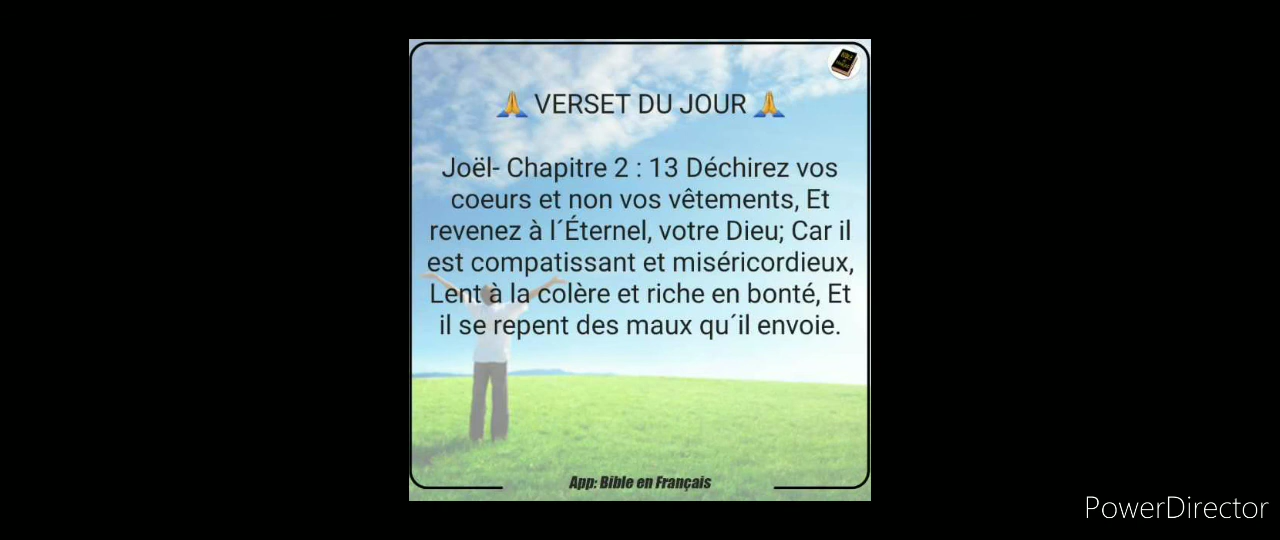 🙏 VERSET DU JOUR 🙏
Joël- Chapitre 2 : 13 Déchirez vos
coeurs et non vos vêtements, Et
revenez à l´Éternel, votre Dieu; Car il
est compatissant et miséricordieux,
Lent à la colère et riche en bonté, Et
il se repent des maux qu´il envoie.
App: Bible en Français
PowerDirector